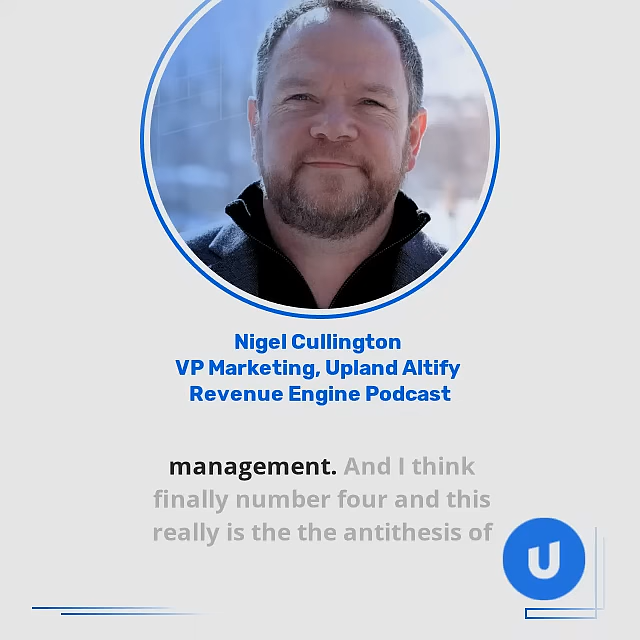 Nigel Cullington
VP Marketing, Upland Altify
Revenue Engine Podcast
management. And I think
finally number four and this
really is the the antithesis of
U